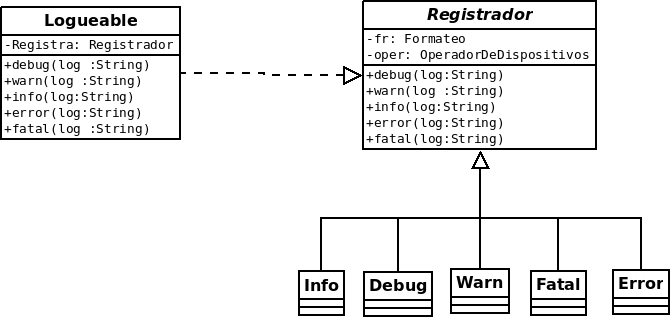 Logueable
-Registra: Registrador
+debug(log :String)
+warn(log :String)
+info(log:String)
+error(log:String)
+fatal(log :String)
Registrador
-fr: Formateo
-oper: OperadorDeDispositivos
+debug(log:String)
+warn(log :String)
+info(log:String)
+error(log:String)
+fatal(log:String)
Info
Debug
Warn
Fatal
Error